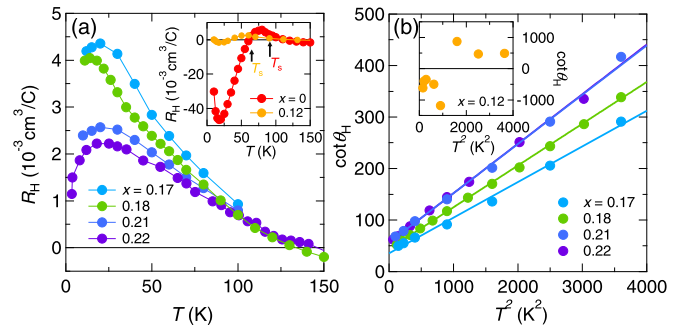 (a)
R_H (10^-3 cm^3/C)
5
4
3
2
1
0
0
50
100
150
T (K)
x = 0.17
0.18
0.21
0.22
R_H (10^-3 cm^3/C)
0
-20
-40
0
50
100
150
T (K)
T_s
T_s
x = 0
0.12
(b)
cotθ_H
500
400
300
200
100
0
0
1000
2000
3000
4000
T^2 (K^2)
x = 0.17
0.18
0.21
0.22
1000
0
-1000
cotθ_H
0
2000
4000
T^2 (K^2)
x = 0.12